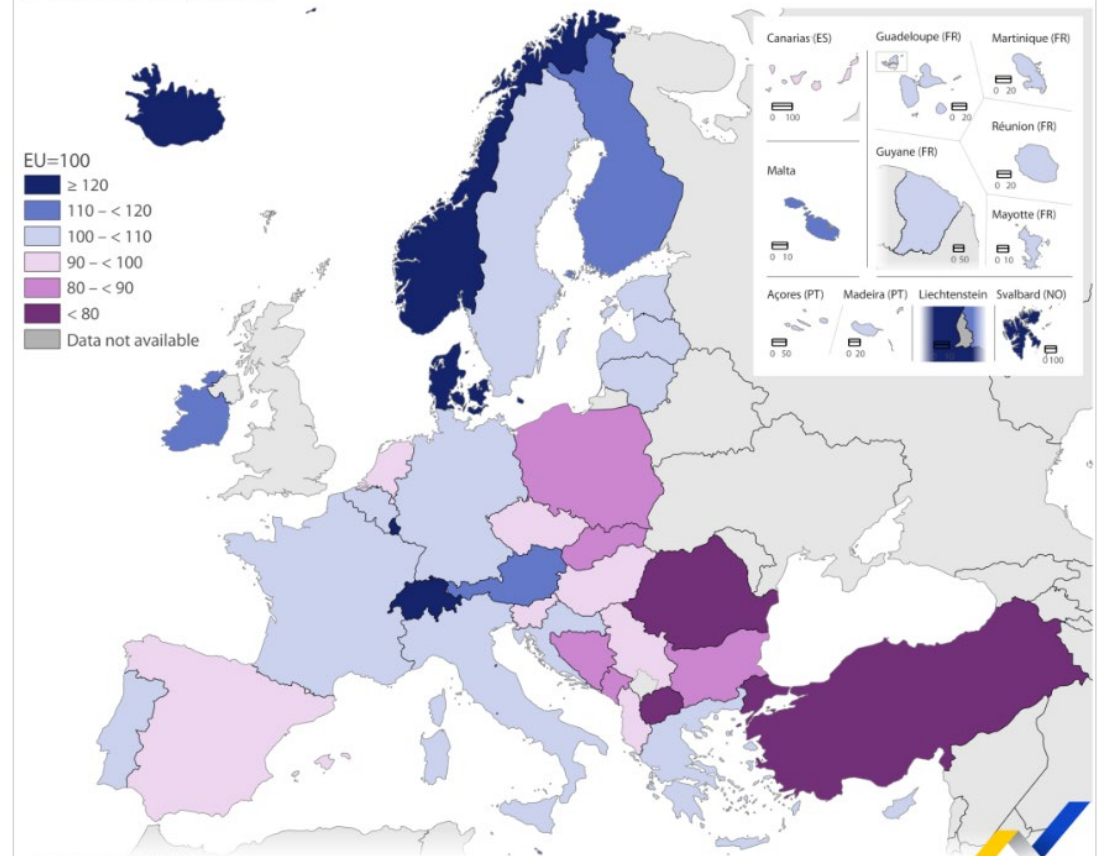 EU=100
≥ 120
110 – < 120
100 – < 110
90 – < 100
80 – < 90
< 80
Data not available
Canarias (ES)
0 100
Guadeloupe (FR)
0 20
Martinique (FR)
0 20
Réunion (FR)
0 20
Guyane (FR)
0 50
Mayotte (FR)
0 10
Malta
0 10
Açores (PT)
0 50
Madeira (PT)
0 20
Liechtenstein
Svalbard (NO)
0 100